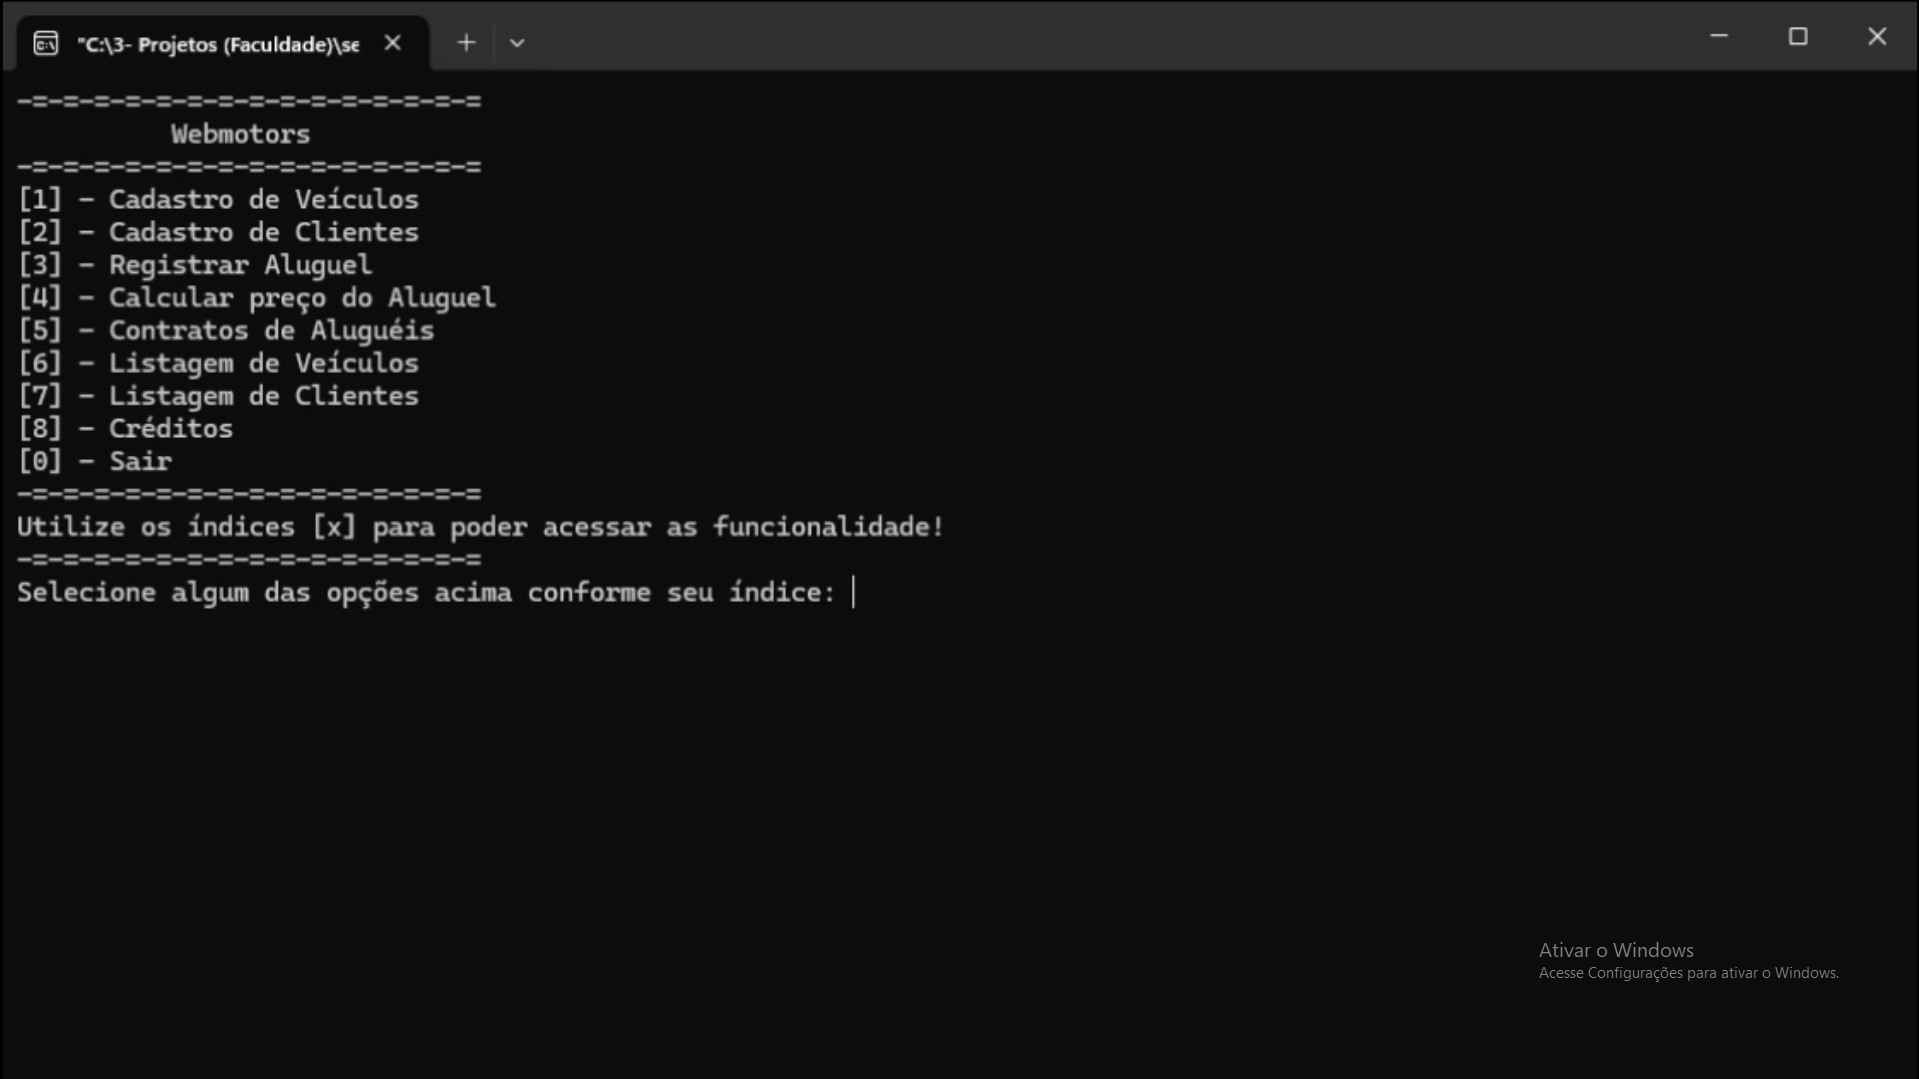 "C:\3- Projetos (Faculdade)\se
-=-=-=-=-=-=-=-=-=-=-=-=-=-=-=
Webmotors
-=-=-=-=-=-=-=-=-=-=-=-=-=-=-=
[1] - Cadastro de Veículos
[2] - Cadastro de Clientes
[3] - Registrar Aluguel
[4] - Calcular preço do Aluguel
[5] - Contratos de Aluguéis
[6] - Listagem de Veículos
[7] - Listagem de Clientes
[8] - Créditos
[0] - Sair
-=-=-=-=-=-=-=-=-=-=-=-=-=-=-=
Utilize os índices [x] para poder acessar as funcionalidade!
-=-=-=-=-=-=-=-=-=-=-=-=-=-=-=
Selecione algum das opções acima conforme seu índice:
Ativar o Windows
Acesse Configurações para ativar o Windows.